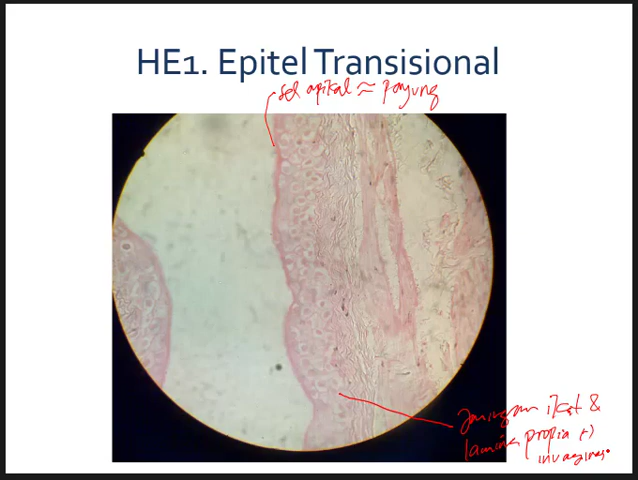 HE1. Epitel Transisional
sel apikal ≈ payung
Jaringan ikat &
lamina propia (-)
invaginasi